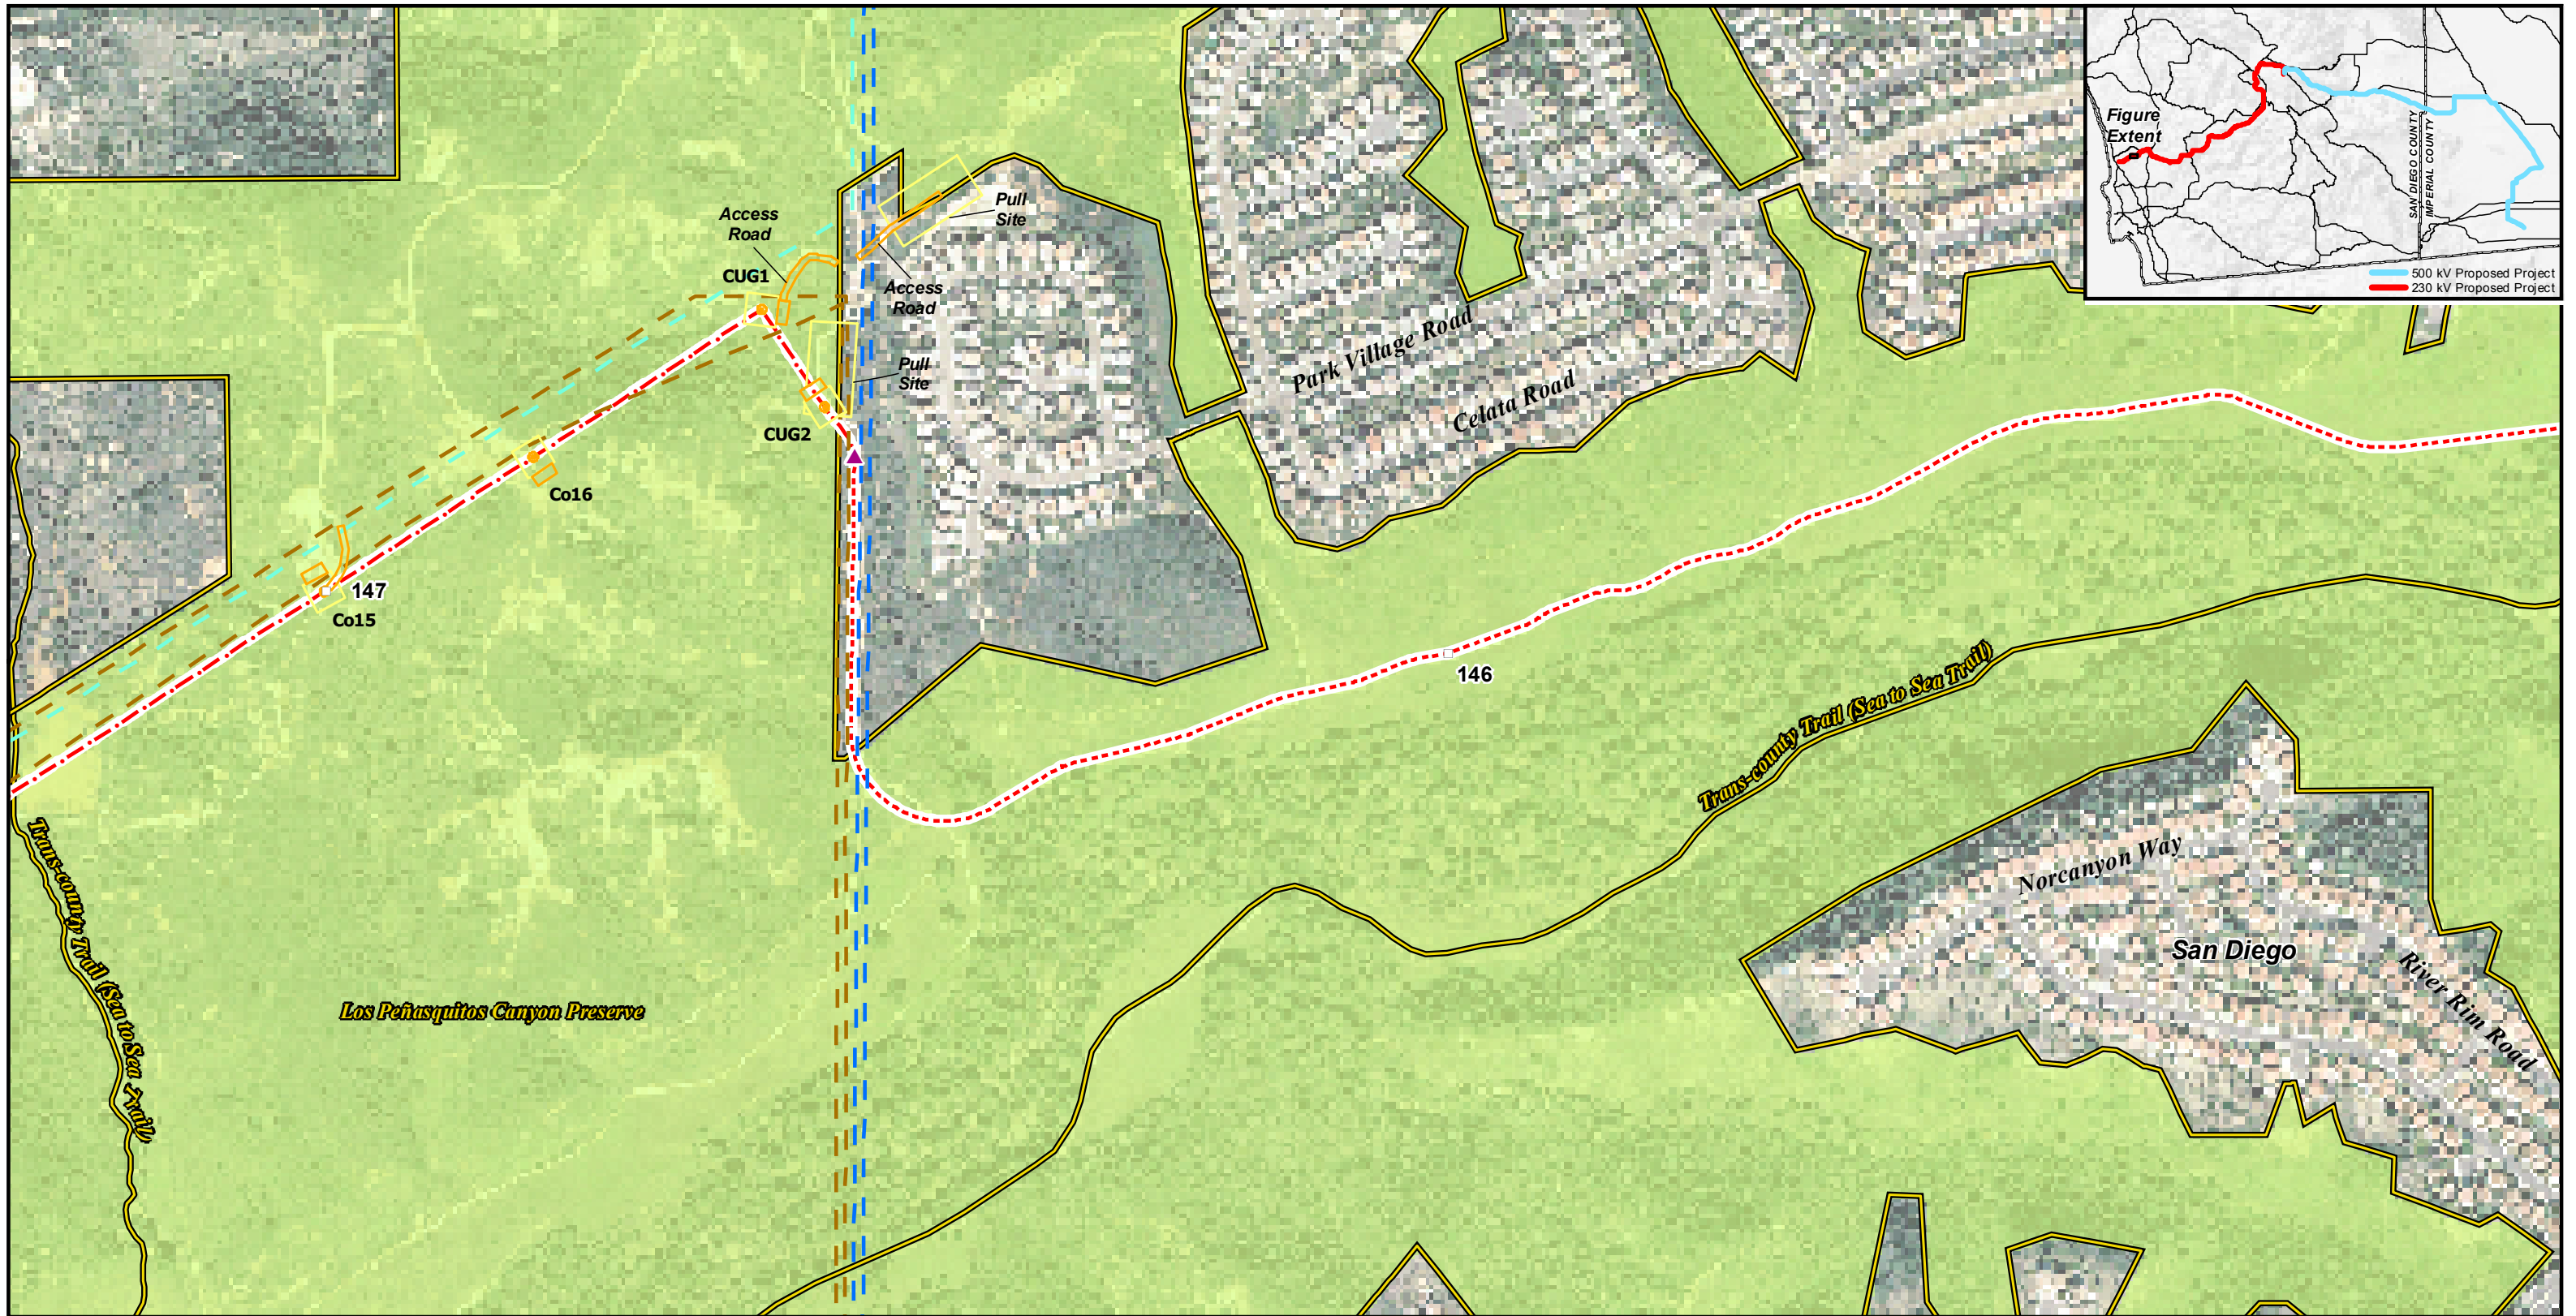 Figure
Extent
SAN DIEGO COUNTY
IMPERIAL COUNTY
500 kV Proposed Project
230 kV Proposed Project
Access
Road
Pull
Site
CUG1
Access
Road
Park Village Road
Pull
Site
Celata Road
CUG2
Co16
147
Co15
146
Trans-county Trail (Sea to Sea Trail)
Trans-county Trail (Sea to Sea Trail)
Norcanyon Way
San Diego
River Rim Road
Los Peñasquitos Canyon Preserve